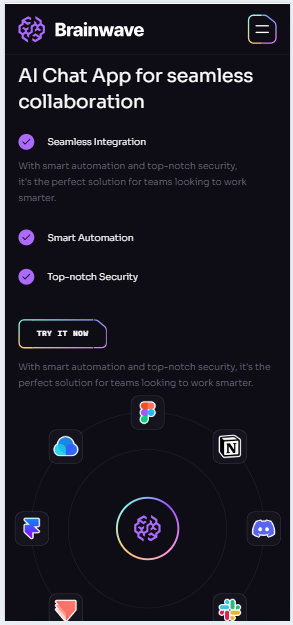 Brainwave
AI Chat App for seamless
collaboration
Seamless Integration
With smart automation and top-notch security,
it's the perfect solution for teams looking to work
smarter.
Smart Automation
Top-notch Security
TRY IT NOW
With smart automation and top-notch security, it's the
perfect solution for teams looking to work smarter.
N